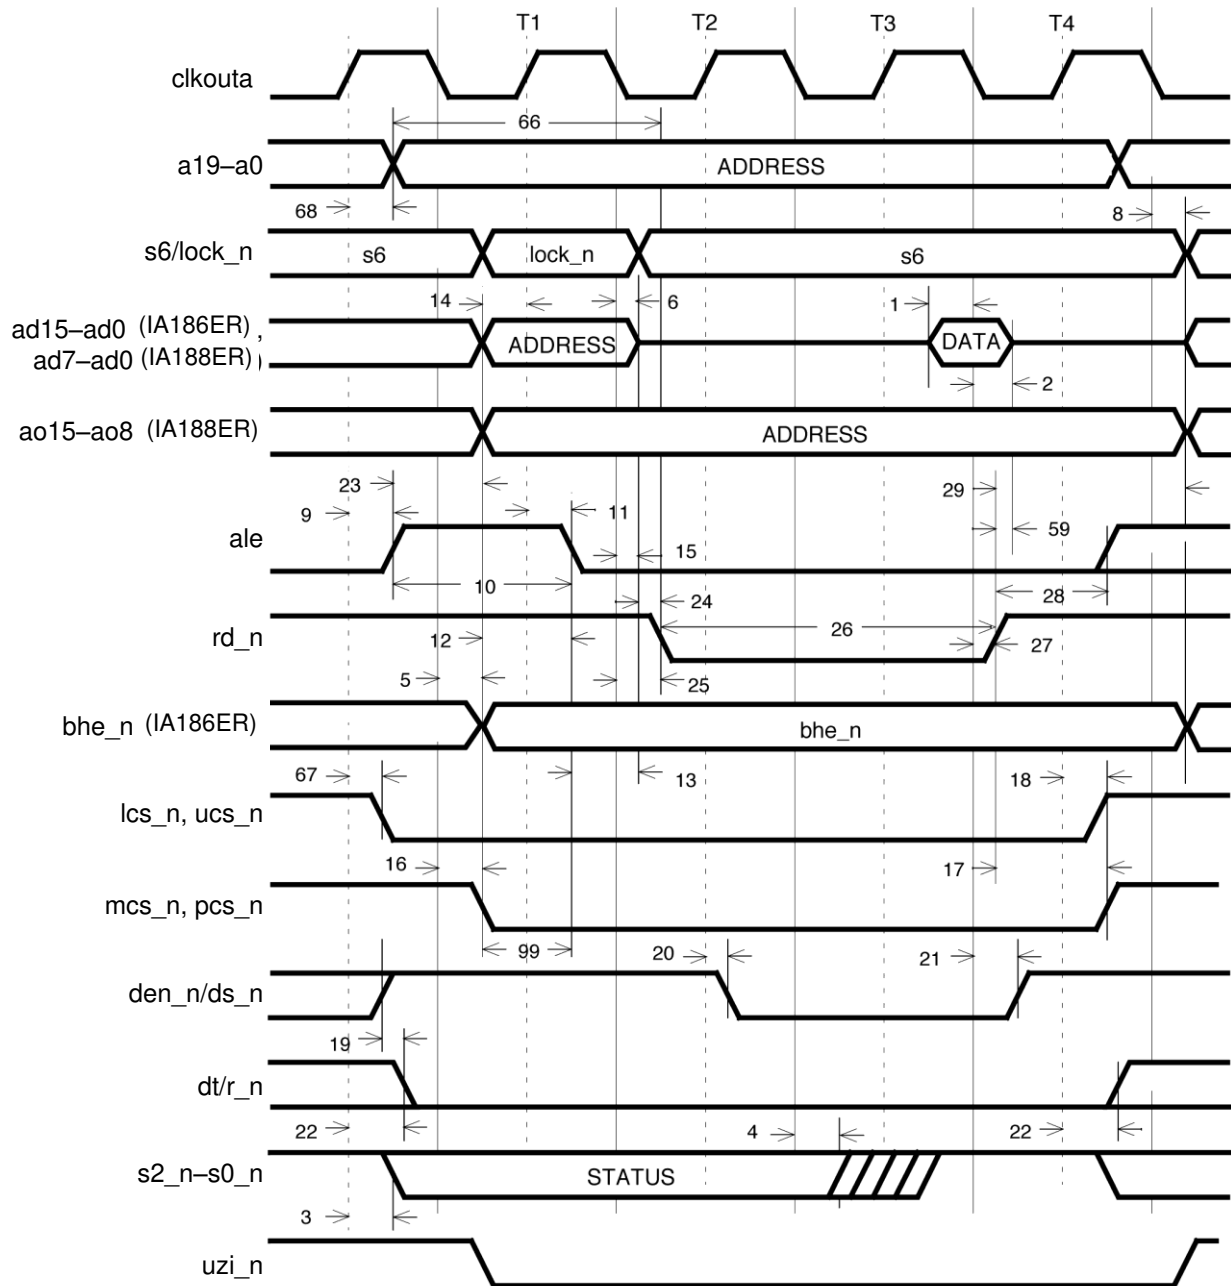 T1 T2 T3 T4
clkouta
66
a19–a0 ADDRESS
68 8
s6/lock_n s6 lock_n s6
14 6 1
ad15–ad0 (IA186ER) ,
ADDRESS DATA
ad7–ad0 (IA188ER) )
2
ao15–ao8 (IA188ER) ADDRESS
23 29
9 11 59
ale
15
10 24 28
rd_n 12 26 27
5 25
bhe_n (IA186ER) bhe_n
67 13 18
lcs_n, ucs_n
16 17
mcs_n, pcs_n
99 20 21
den_n/ds_n
19
dt/r_n
22 4 22
s2_n–s0_n STATUS
3
uzi_n